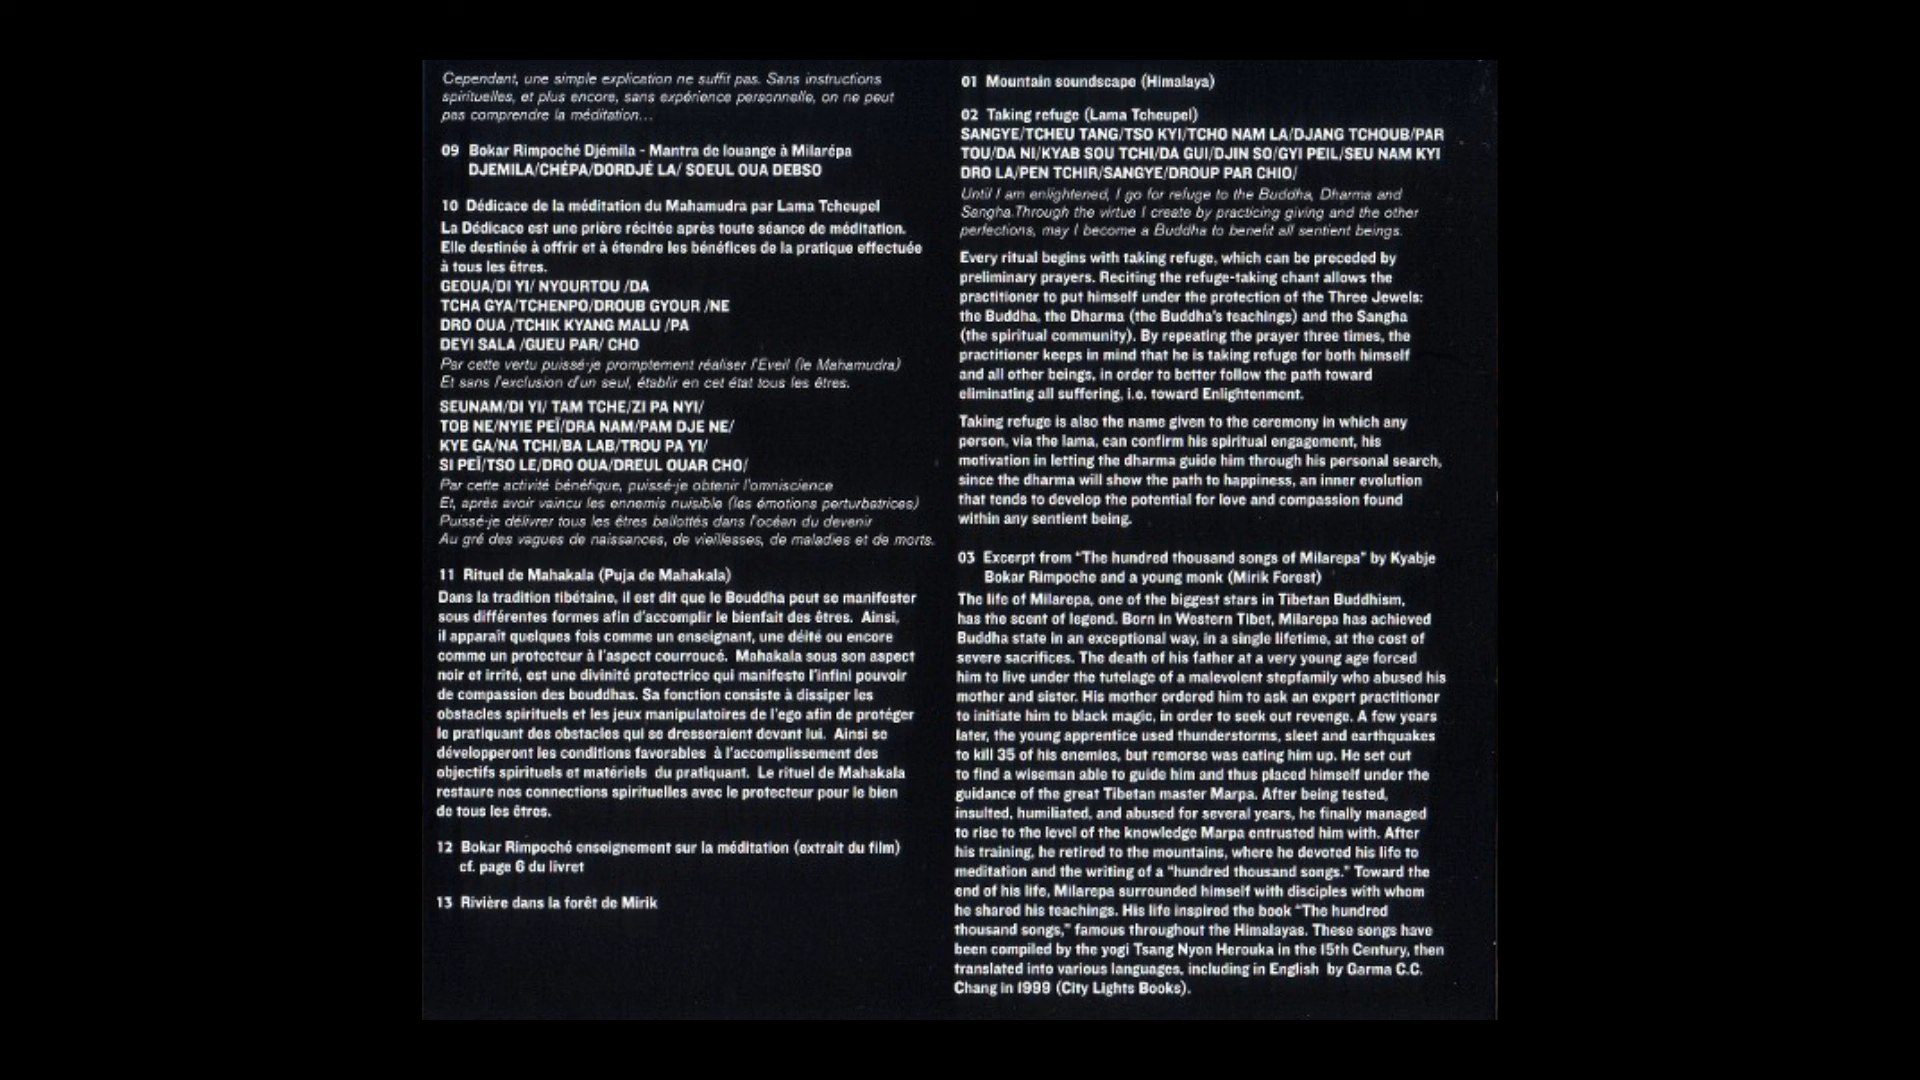 Cependant, une simple explication ne suffit pas. Sans instructions
spirituelles, et plus encore, sans expérience personnelle, on ne peut
pas comprendre la méditation...
09 Bokar Rimpoché Djémila - Mantra de louange à Milarépa
DJEMILA/CHÉPA/DORDJÉ LA/ SOEUL OUA DEBSO
10 Dédicace de la méditation du Mahamudra par Lama Tcheupel
La Dédicace est une prière récitée après toute séance de méditation.
Elle destinée à offrir et à étendre les bénéfices de la pratique effectuée
à tous les êtres.
GEOUA/DI YI/ NYOURTOU /DA
TCHA GYA/TCHENPO/DROUB GYOUR /NE
DRO OUA /TCHIK KYANG MALU /PA
DEYI SALA /GUEU PAR/ CHO
Par cette vertu puissé-je promptement réaliser l'Eveil (le Mahamudra)
Et sans l'exclusion d'un seul, établir en cet état tous les êtres.
SEUNAM/DI YI/ TAM TCHE/ZI PA NYI/
TOB NE/NYIE PEÏ/DRA NAM/PAM DJE NE/
KYE GA/NA TCHI/BA LAB/TROU PA YI/
SI PEÏ/TSO LE/DRO OUA/DREUL OUAR CHO/
Par cette activité bénéfique, puissé-je obtenir l'omniscience
Et, après avoir vaincu les ennemis nuisible (les émotions perturbatrices)
Puissé-je délivrer tous les êtres ballottés dans l'océan du devenir
Au gré des vagues de naissances, de vieillesses, de maladies et de morts.
11 Rituel de Mahakala (Puja de Mahakala)
Dans la tradition tibétaine, il est dit que le Bouddha peut se manifester
sous différentes formes afin d'accomplir le bienfait des êtres. Ainsi,
il apparaît quelques fois comme un enseignant, une déité ou encore
comme un protecteur à l'aspect courroucé. Mahakala sous son aspect
noir et irrité, est une divinité protectrice qui manifeste l'infini pouvoir
de compassion des bouddhas. Sa fonction consiste à dissiper les
obstacles spirituels et les jeux manipulatoires de l'ego afin de protéger
le pratiquant des obstacles qui se dresseraient devant lui. Ainsi se
développeront les conditions favorables à l'accomplissement des
objectifs spirituels et matériels du pratiquant. Le rituel de Mahakala
restaure nos connections spirituelles avec le protecteur pour le bien
de tous les êtres.
12 Bokar Rimpoché enseignement sur la méditation (extrait du film)
cf. page 6 du livret
13 Rivière dans la forêt de Mirik
01 Mountain soundscape (Himalaya)
02 Taking refuge (Lama Tcheupel)
SANGYE/TCHEU TANG/TSO KYI/TCHO NAM LA/DJANG TCHOUB/PAR
TOU/DA NI/KYAB SOU TCHI/DA GUI/DJIN SO/GYI PEIL/SEU NAM KYI
DRO LA/PEN TCHIR/SANGYE/DROUP PAR CHIO/
Until I am enlightened, I go for refuge to the Buddha, Dharma and
Sangha.Through the virtue I create by practicing giving and the other
perfections, may I become a Buddha to benefit all sentient beings.
Every ritual begins with taking refuge, which can be preceded by
preliminary prayers. Reciting the refuge-taking chant allows the
practitioner to put himself under the protection of the Three Jewels:
the Buddha, the Dharma (the Buddha's teachings) and the Sangha
(the spiritual community). By repeating the prayer three times, the
practitioner keeps in mind that he is taking refuge for both himself
and all other beings, in order to better follow the path toward
eliminating all suffering, i.e. toward Enlightenment.
Taking refuge is also the name given to the ceremony in which any
person, via the lama, can confirm his spiritual engagement, his
motivation in letting the dharma guide him through his personal search,
since the dharma will show the path to happiness, an inner evolution
that tends to develop the potential for love and compassion found
within any sentient being.
03 Excerpt from "The hundred thousand songs of Milarepa" by Kyabje
Bokar Rimpoche and a young monk (Mirik Forest)
The life of Milarepa, one of the biggest stars in Tibetan Buddhism,
has the scent of legend. Born in Western Tibet, Milarepa has achieved
Buddha state in an exceptional way, in a single lifetime, at the cost of
severe sacrifices. The death of his father at a very young age forced
him to live under the tutelage of a malevolent stepfamily who abused his
mother and sister. His mother ordered him to ask an expert practitioner
to initiate him to black magic, in order to seek out revenge. A few years
later, the young apprentice used thunderstorms, sleet and earthquakes
to kill 35 of his enemies, but remorse was eating him up. He set out
to find a wiseman able to guide him and thus placed himself under the
guidance of the great Tibetan master Marpa. After being tested,
insulted, humiliated, and abused for several years, he finally managed
to rise to the level of the knowledge Marpa entrusted him with. After
his training, he retired to the mountains, where he devoted his life to
meditation and the writing of a "hundred thousand songs." Toward the
end of his life, Milarepa surrounded himself with disciples with whom
he shared his teachings. His life inspired the book "The hundred
thousand songs," famous throughout the Himalayas. These songs have
been compiled by the yogi Tsang Nyon Herouka in the 15th Century, then
translated into various languages, including in English by Garma C.C.
Chang in 1999 (City Lights Books).